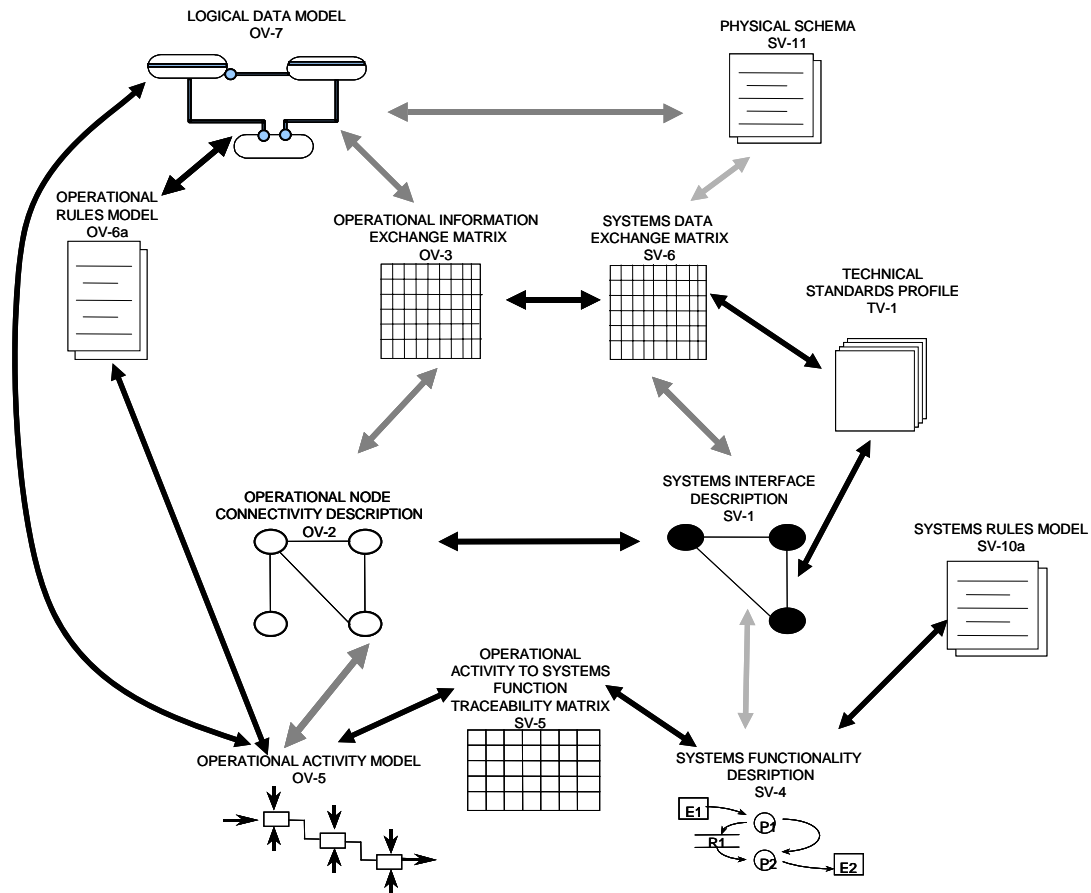 LOGICAL DATA MODEL
OV-7
PHYSICAL SCHEMA
SV-11
OPERATIONAL
RULES MODEL
OV-6a
OPERATIONAL INFORMATION
EXCHANGE MATRIX
OV-3
SYSTEMS DATA
EXCHANGE MATRIX
SV-6
TECHNICAL
STANDARDS PROFILE
TV-1
OPERATIONAL NODE
CONNECTIVITY DESCRIPTION
OV-2
SYSTEMS INTERFACE
DESCRIPTION
SV-1
SYSTEMS RULES MODEL
SV-10a
OPERATIONAL
ACTIVITY TO SYSTEMS
FUNCTION
TRACEABILITY MATRIX
SV-5
OPERATIONAL ACTIVITY MODEL
OV-5
SYSTEMS FUNCTIONALITY
DESRIPTION
SV-4
E1
P1
R1
P2
E2